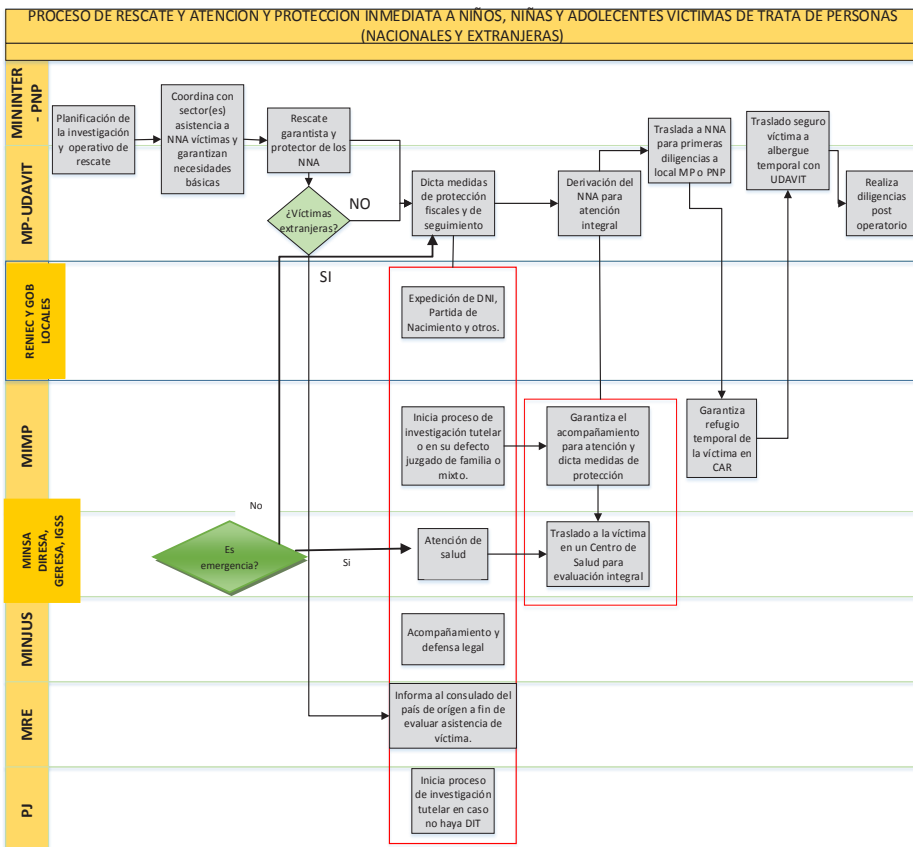 PROCESO DE RESCATE Y ATENCION Y PROTECCION INMEDIATA A NIÑOS, NIÑAS Y ADOLECENTES VICTIMAS DE TRATA DE PERSONAS
(NACIONALES Y EXTRANJERAS)
MININTER
- PNP
Planificación de
la investigación
y operativo de
rescate
Coordina con
sector(es)
asistencia a
NNA víctimas y
garantizan
necesidades
básicas
Rescate
garantista y
protector de los
NNA
Traslada a NNA
para primeras
diligencias a
local MP o PNP
Traslado seguro
víctima a
albergue
temporal con
UDAVIT
MP-UDAVIT
¿Víctimas
extranjeras?
NO
SI
Dicta medidas
de protección
fiscales y de
seguimiento
Derivación del
NNA para
atención
integral
Realiza
diligencias
post
operatorio
RENIEC Y GOB
LOCALES
Expedición de DNI,
Partida de
Nacimiento y otros.
MIMP
Inicia proceso de
investigación
tutelar o en su
defecto juzgado
de familia o
mixto.
Garantiza el
acompañamiento
para atención y
dicta medidas de
protección
Garantiza
refugio
temporal de
la víctima en
CAR
MINSA
DIRESA,
GERESA, IGSS
No
Es
emergencia?
Si
Atención de
salud
Traslado a la víctima
en un Centro de
Salud para
evaluación integral
MINJUS
Acompañamiento y
defensa legal
MRE
Informa al consulado del
país de orígen a fin de
evaluar asistencia de
víctima.
PJ
Inicia proceso
de investigación
tutelar en caso
no haya DIT